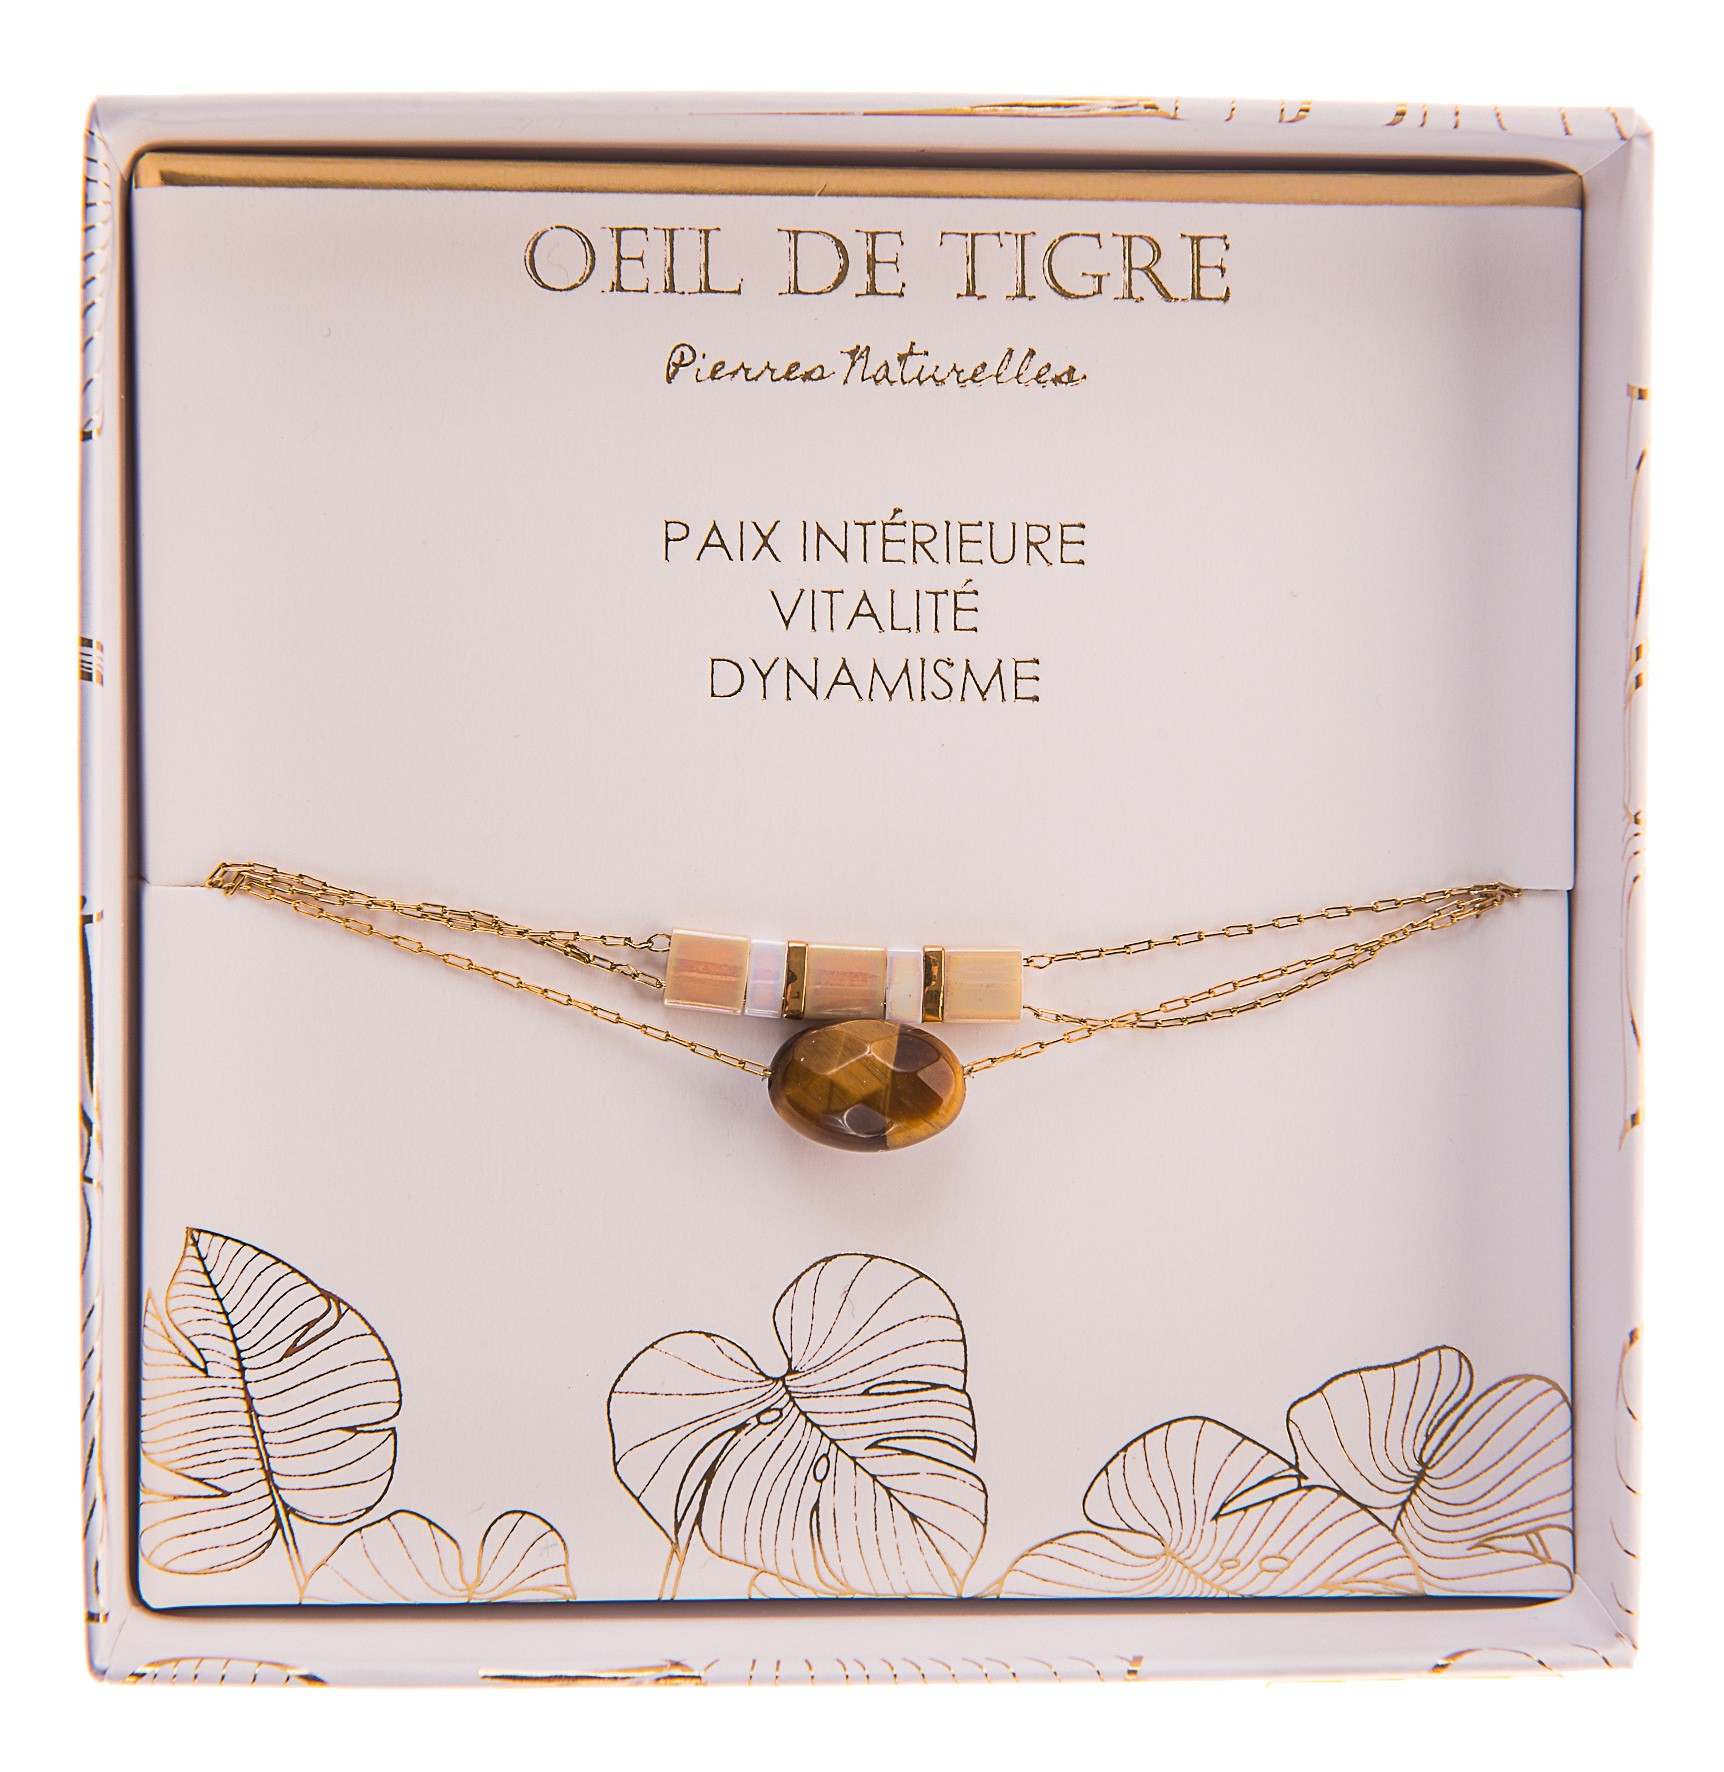 OEIL DE TIGRE
Pierres Naturelles
PAIX INTÉRIEURE
VITALITÉ
DYNAMISME